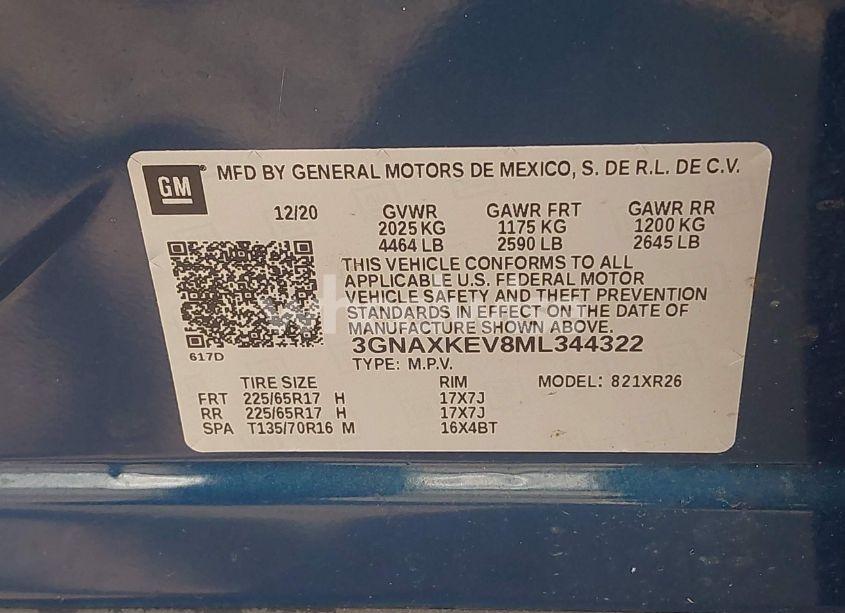 GM® MFD BY GENERAL MOTORS DE MEXICO, S. DE R.L. DE C.V.
12/20 GVWR GAWR FRT GAWR RR
2025 KG 1175 KG 1200 KG
4464 LB 2590 LB 2645 LB
THIS VEHICLE CONFORMS TO ALL
APPLICABLE U.S. FEDERAL MOTOR
VEHICLE SAFETY AND THEFT PREVENTION
STANDARDS IN EFFECT ON THE DATE OF
MANUFACTURE SHOWN ABOVE.
617D
3GNAXKEV8ML344322
TYPE: M.P.V.
TIRE SIZE RIM MODEL: 821XR26
FRT 225/65R17 H 17X7J
RR 225/65R17 H 17X7J
SPA T135/70R16 M 16X4BT